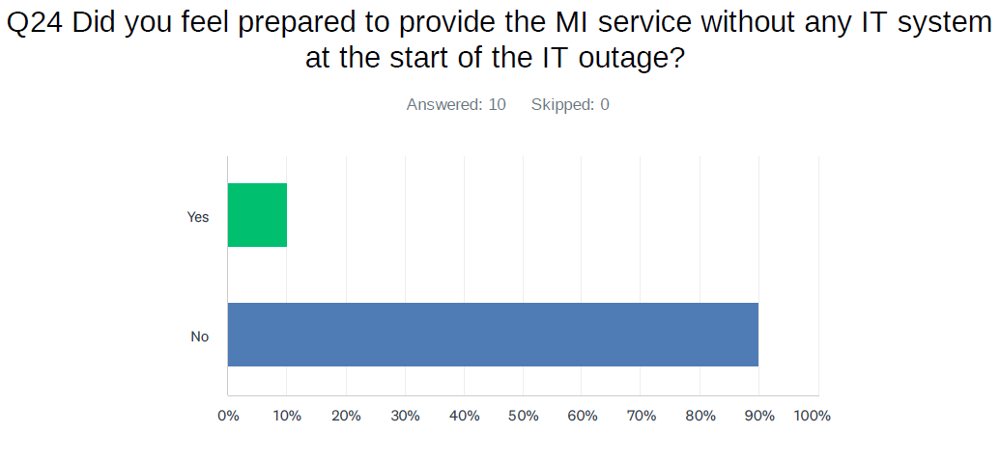 Q24 Did you feel prepared to provide the MI service without any IT system
at the start of the IT outage?
Answered: 10 Skipped: 0
Yes
No
0% 10% 20% 30% 40% 50% 60% 70% 80% 90% 100%